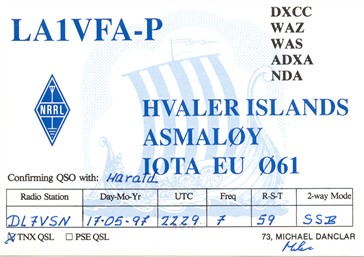 LA1VFA-P
DXCC
WAZ
WAS
ADXA
NDA
NRRL
HVALER ISLANDS
ASMALØY
IOTA EU Ø61
Confirming QSO with: Harald
Radio Station Day-Mo-Yr UTC Freq R-S-T 2-way Mode
DL7VSN 17-05-97 2229 7 59 SSB
TNX QSL PSE QSL 73, MICHAEL DANCLAR